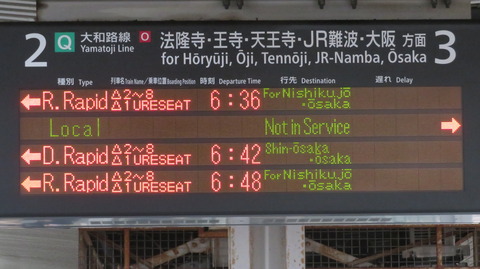 2 Q 大和路線 O 法隆寺・王寺・天王寺・JR難波・大阪 方面 3
Yamatoji Line for Hōryūji, Ōji, Tennōji, JR-Namba, Ōsaka
種別 Type 列車名/乗車位置 Train Name/Boarding Position 時刻 Departure Time 行先 Destination 遅れ Delay
←R.Rapid △2~8 6:36 For Nishikujō
△1URESEAT ・ōsaka
Local Not in Service →
←D.Rapid △2~8 6:42 Shin-ōsaka
△1URESEAT ・ōsaka
←R.Rapid △2~8 6:48 For Nishikujō
△1URESEAT ・ōsaka